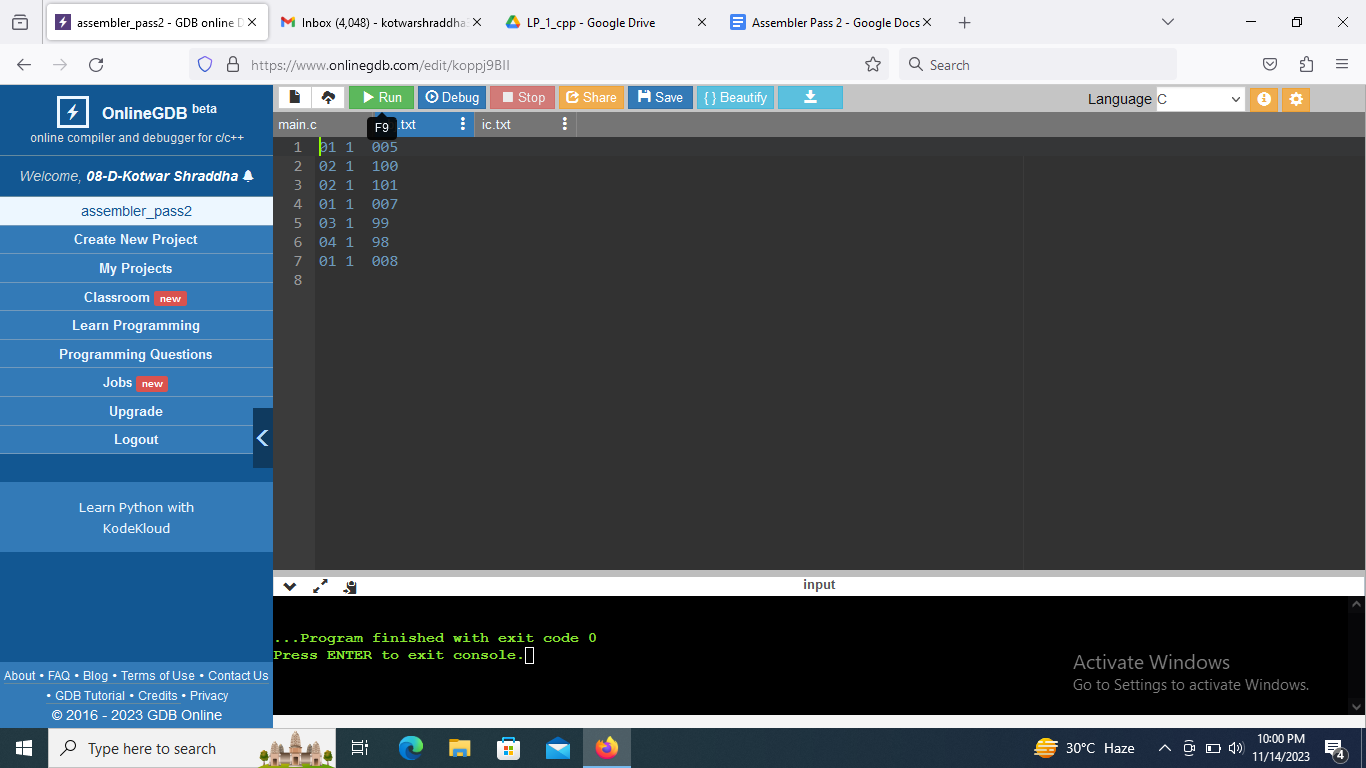 assembler_pass2 - GDB online D
Inbox (4,048) - kotwarshraddha
LP_1_cpp - Google Drive
Assembler Pass 2 - Google Docs
https://www.onlinegdb.com/edit/koppj9BII
Search
OnlineGDB beta
online compiler and debugger for c/c++
Welcome, 08-D-Kotwar Shraddha
assembler_pass2
Create New Project
My Projects
Classroom new
Learn Programming
Programming Questions
Jobs new
Upgrade
Logout
Learn Python with
KodeKloud
About • FAQ • Blog • Terms of Use • Contact Us
• GDB Tutorial • Credits • Privacy
© 2016 - 2023 GDB Online
Run
Debug
Stop
Share
Save
{ } Beautify
Language C
main.c
F9
.txt
ic.txt
1 01 1 005
2 02 1 100
3 02 1 101
4 01 1 007
5 03 1 99
6 04 1 98
7 01 1 008
8
input
...Program finished with exit code 0
Press ENTER to exit console.
Activate Windows
Go to Settings to activate Windows.
Type here to search
30°C Haze
10:00 PM
11/14/2023
4